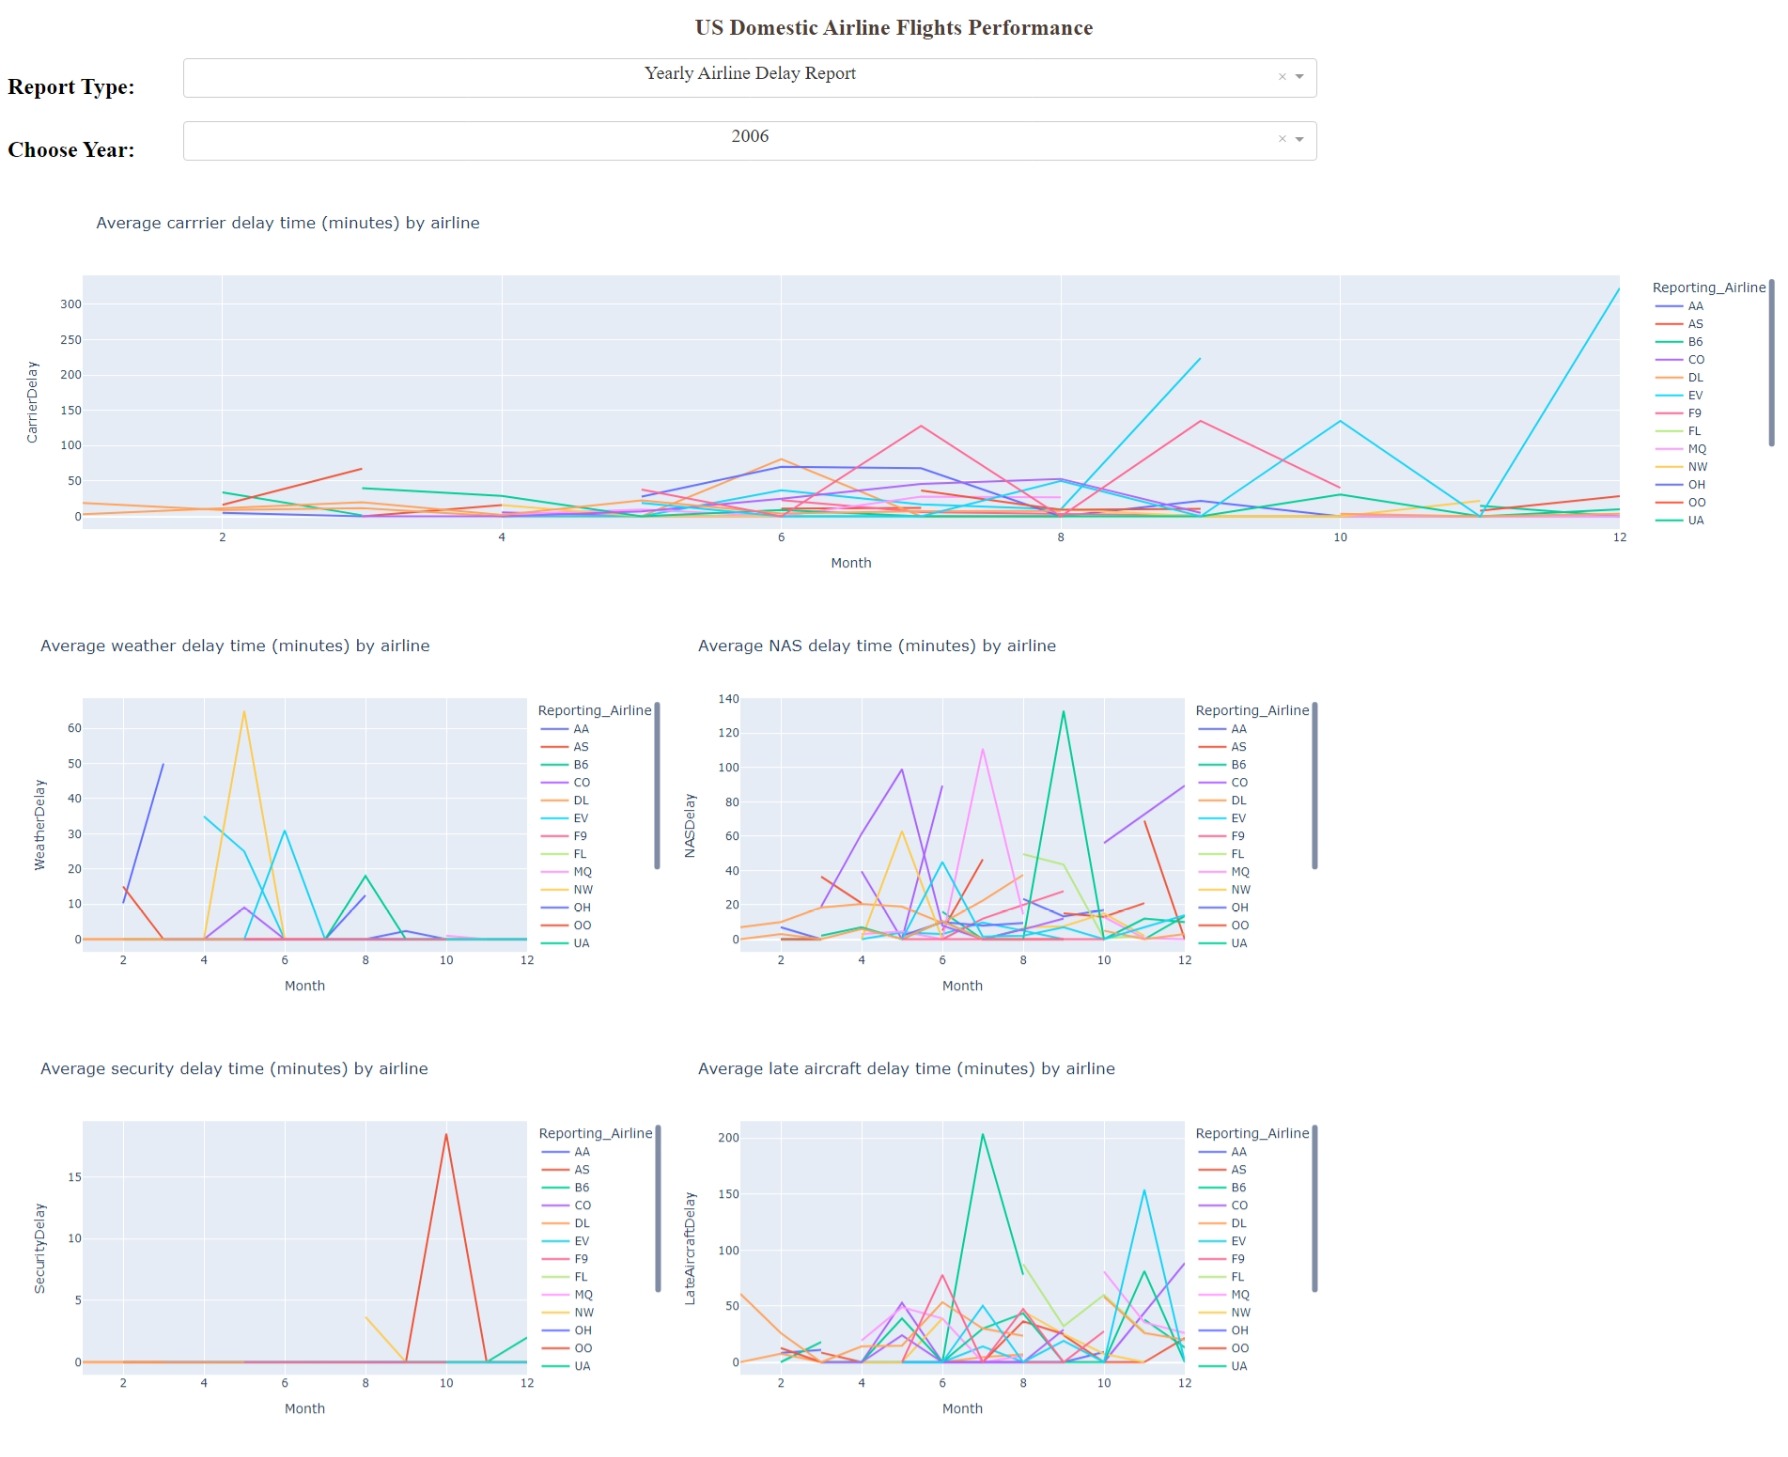 US Domestic Airline Flights Performance
Report Type:
Yearly Airline Delay Report
×
Choose Year:
2006
×
Average carrrier delay time (minutes) by airline
300
250
200
150
100
50
0
CarrierDelay
2 4 6 8 10 12
Month
Reporting_Airline
AA
AS
B6
CO
DL
EV
F9
FL
MQ
NW
OH
OO
UA
Average weather delay time (minutes) by airline
60
50
40
30
20
10
0
WeatherDelay
2 4 6 8 10 12
Month
Reporting_Airline
AA
AS
B6
CO
DL
EV
F9
FL
MQ
NW
OH
OO
UA
Average NAS delay time (minutes) by airline
140
120
100
80
60
40
20
0
NASDelay
2 4 6 8 10 12
Month
Reporting_Airline
AA
AS
B6
CO
DL
EV
F9
FL
MQ
NW
OH
OO
UA
Average security delay time (minutes) by airline
15
10
5
0
SecurityDelay
2 4 6 8 10 12
Month
Reporting_Airline
AA
AS
B6
CO
DL
EV
F9
FL
MQ
NW
OH
OO
UA
Average late aircraft delay time (minutes) by airline
200
150
100
50
0
LateAircraftDelay
2 4 6 8 10 12
Month
Reporting_Airline
AA
AS
B6
CO
DL
EV
F9
FL
MQ
NW
OH
OO
UA